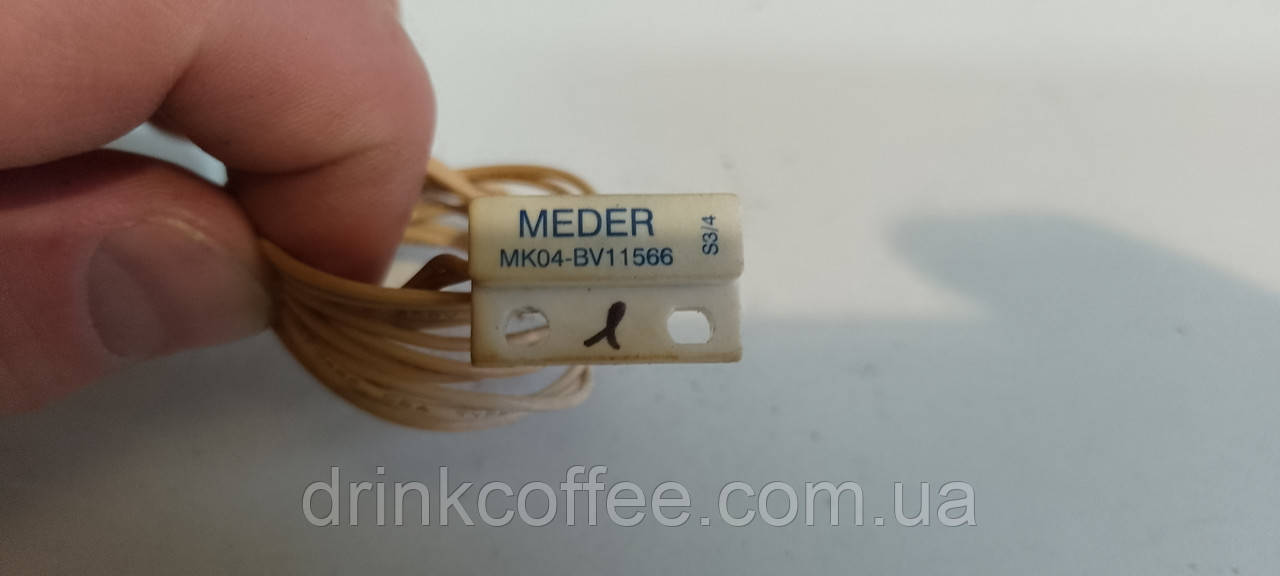 MEDER
MK04-BV11566
S3/4
1
drinkcoffee.com.ua